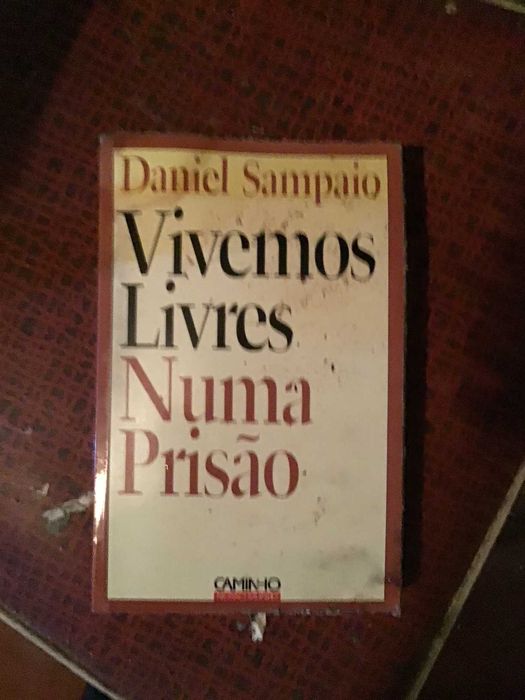 Daniel Sampaio
Vivemos
Livres
Numa
Prisão
CAMINHO